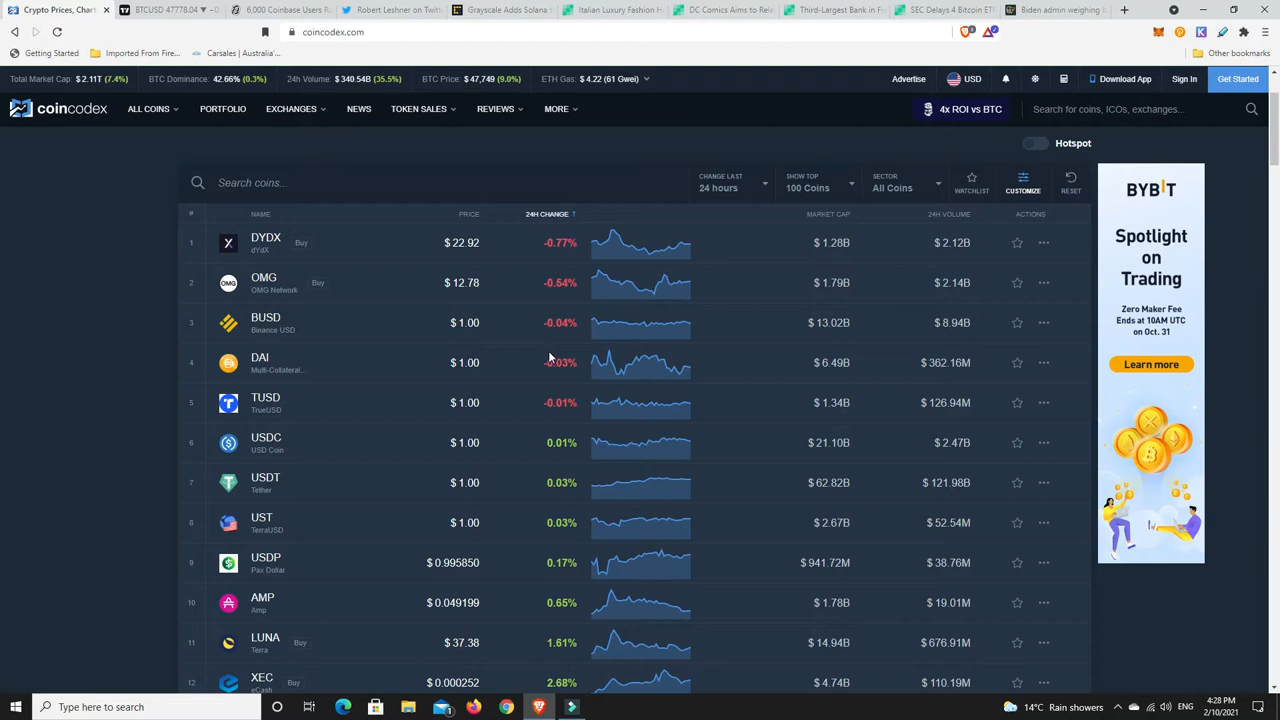 Crypto Prices, Chart
BTCUSD 47778.04 ▼ −0.0
6,000 Coinbase Users R
Robert Leshner on Twitt
Grayscale Adds Solana
Italian Luxury Fashion H
DC Comics Aims to
Third-Largest Bank in
SEC Delays 4 Bitcoin ET
Biden admin weighing b
coincodex.com
Getting Started
Imported From Fire...
Carsales | Australia'...
Other bookmarks
Total Market Cap: $ 2.11T (7.4%)
BTC Dominance: 42.66% (0.3%)
24h Volume: $ 340.54B (35.5%)
BTC Price: $ 47,749 (9.0%)
ETH Gas: $ 4.22 (61 Gwei)
Advertise
USD
Download App
Sign In
Get Started
coincodex
ALL COINS
PORTFOLIO
EXCHANGES
NEWS
TOKEN SALES
REVIEWS
MORE
4x ROI vs BTC
Search for coins, ICOs, exchanges...
Hotspot
Search coins...
CHANGE LAST
24 hours
SHOW TOP
100 Coins
SECTOR
All Coins
WATCHLIST
CUSTOMIZE
RESET
# NAME PRICE 24H CHANGE ↑ MARKET CAP 24H VOLUME ACTIONS
1 DYDX Buy $ 22.92 -0.77% $ 1.28B $ 2.12B
dYdX
2 OMG Buy $ 12.78 -0.54% $ 1.79B $ 2.14B
OMG Network
3 BUSD $ 1.00 -0.04% $ 13.02B $ 8.94B
Binance USD
4 DAI $ 1.00 -0.03% $ 6.49B $ 362.16M
Multi-Collateral...
5 TUSD $ 1.00 -0.01% $ 1.34B $ 126.94M
TrueUSD
6 USDC $ 1.00 0.01% $ 21.10B $ 2.47B
USD Coin
7 USDT $ 1.00 0.03% $ 62.82B $ 121.98B
Tether
8 UST $ 1.00 0.03% $ 2.67B $ 52.54M
TerraUSD
9 USDP $ 0.995850 0.17% $ 941.72M $ 38.76M
Pax Dollar
10 AMP $ 0.049199 0.65% $ 1.78B $ 19.01M
Amp
11 LUNA Buy $ 37.38 1.61% $ 14.94B $ 676.91M
Terra
12 XEC Buy $ 0.000252 2.68% $ 4.74B $ 110.19M
eCash
BYBIT
Spotlight
on
Trading
Zero Maker Fee
Ends at 10AM UTC
on Oct. 31
Learn more
Type here to search
14°C Rain showers
ENG
4:28 PM
2/10/2021